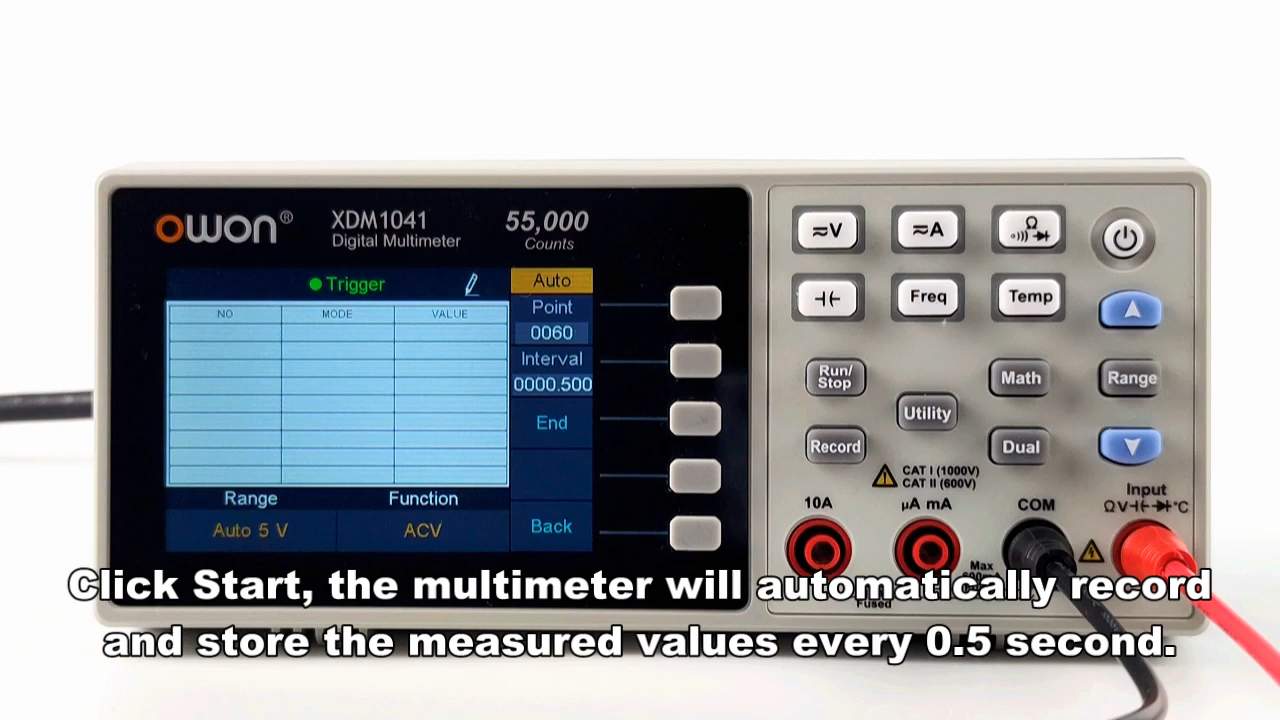 owon®
XDM1041
Digital Multimeter
55,000
Counts
Trigger
NO MODE VALUE
Range Function
Auto 5 V ACV
Auto
Point
0060
Interval
0000.500
End
Back
≂V
≂A
Ω
Freq
Temp
Run/
Stop
Math
Range
Utility
Record
Dual
CAT I (1000V)
CAT II (600V)
10A
µA mA
COM
Input
ΩV °C
Max
Fused
Click Start, the multimeter will automatically record
and store the measured values every 0.5 second.